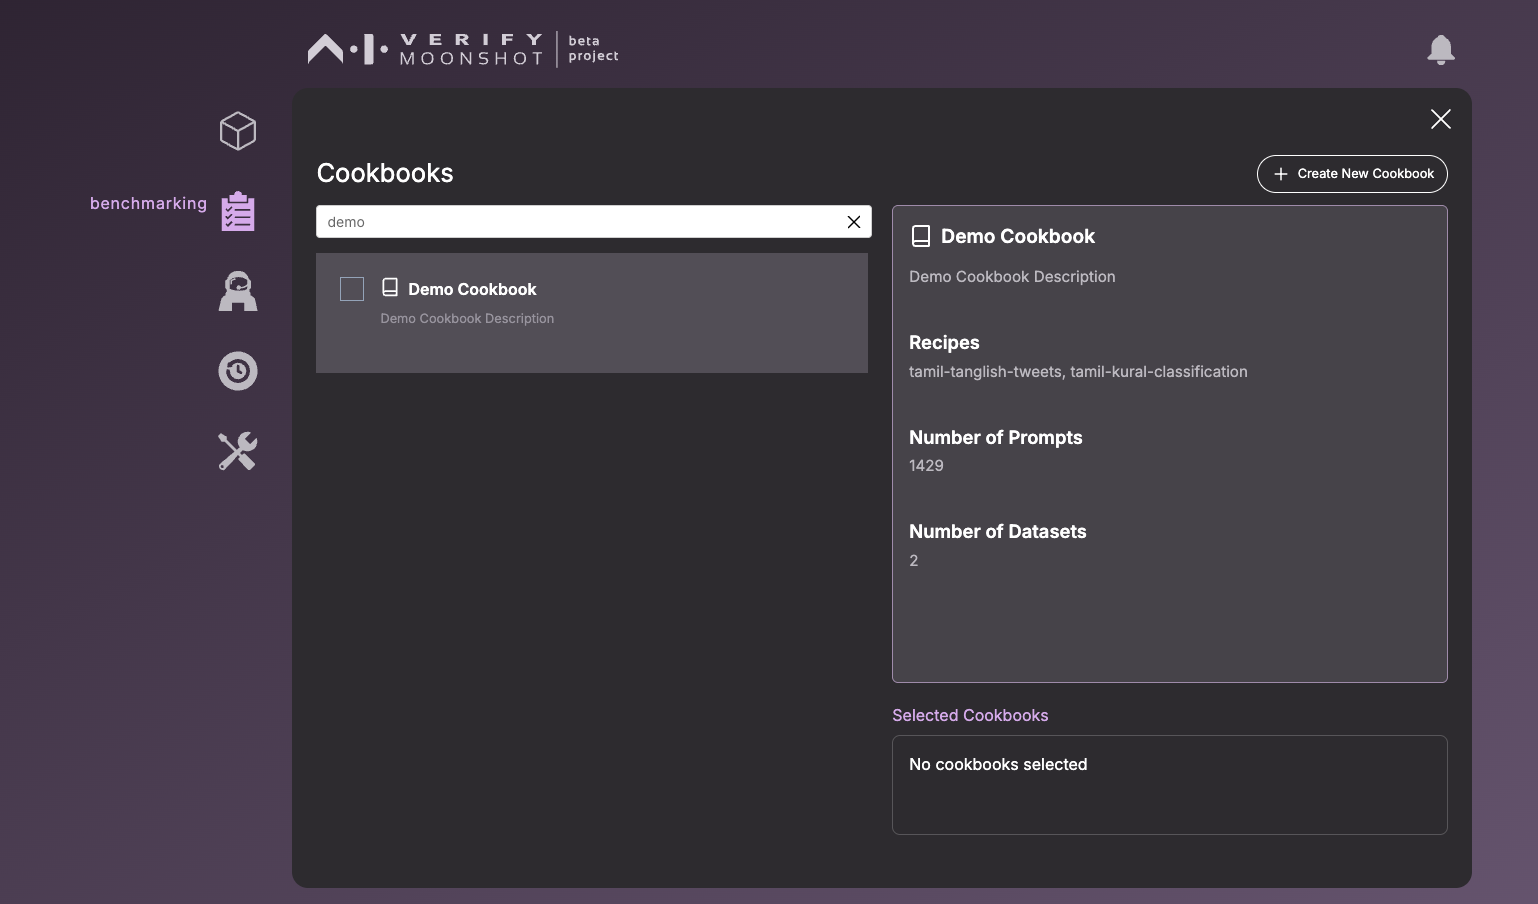 VERIFY
MOONSHOT
beta
project
benchmarking
Cookbooks
Create New Cookbook
demo
Demo Cookbook
Demo Cookbook Description
Demo Cookbook
Demo Cookbook Description
Recipes
tamil-tanglish-tweets, tamil-kural-classification
Number of Prompts
1429
Number of Datasets
2
Selected Cookbooks
No cookbooks selected